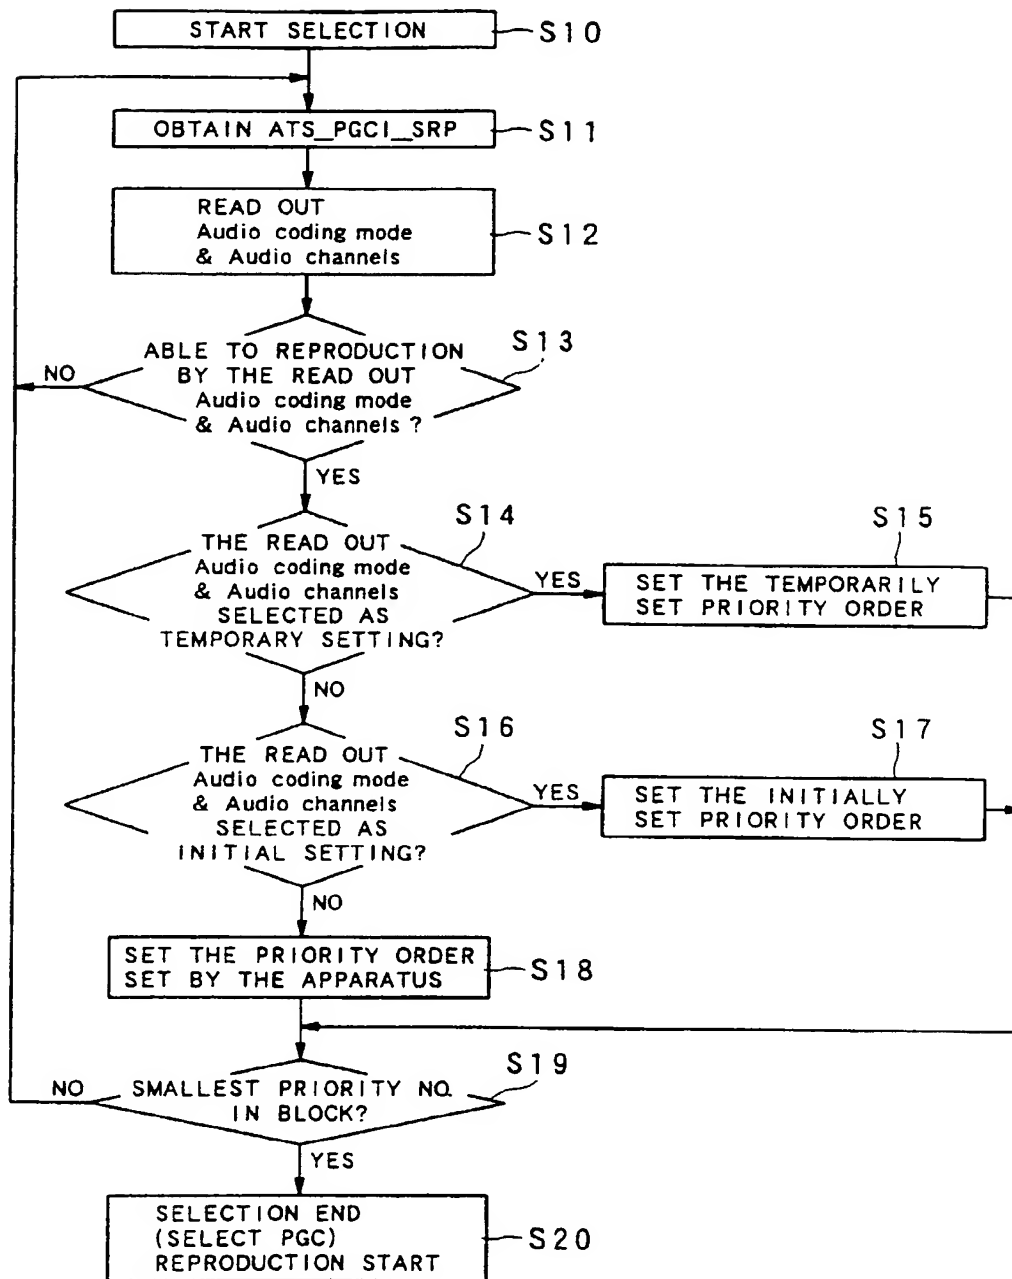 START SELECTION
S10
OBTAIN ATS_PGCI_SRP
S11
READ OUT
Audio coding mode
& Audio channels
S12
ABLE TO REPRODUCTION
BY THE READ OUT
Audio coding mode
& Audio channels ?
S13
NO
YES
THE READ OUT
Audio coding mode
& Audio channels
SELECTED AS
TEMPORARY SETTING?
S14
YES
SET THE TEMPORARILY
SET PRIORITY ORDER
S15
NO
THE READ OUT
Audio coding mode
& Audio channels
SELECTED AS
INITIAL SETTING?
S16
YES
SET THE INITIALLY
SET PRIORITY ORDER
S17
NO
SET THE PRIORITY ORDER
SET BY THE APPARATUS
S18
SMALLEST PRIORITY NO.
IN BLOCK?
S19
NO
YES
SELECTION END
(SELECT PGC)
REPRODUCTION START
S20